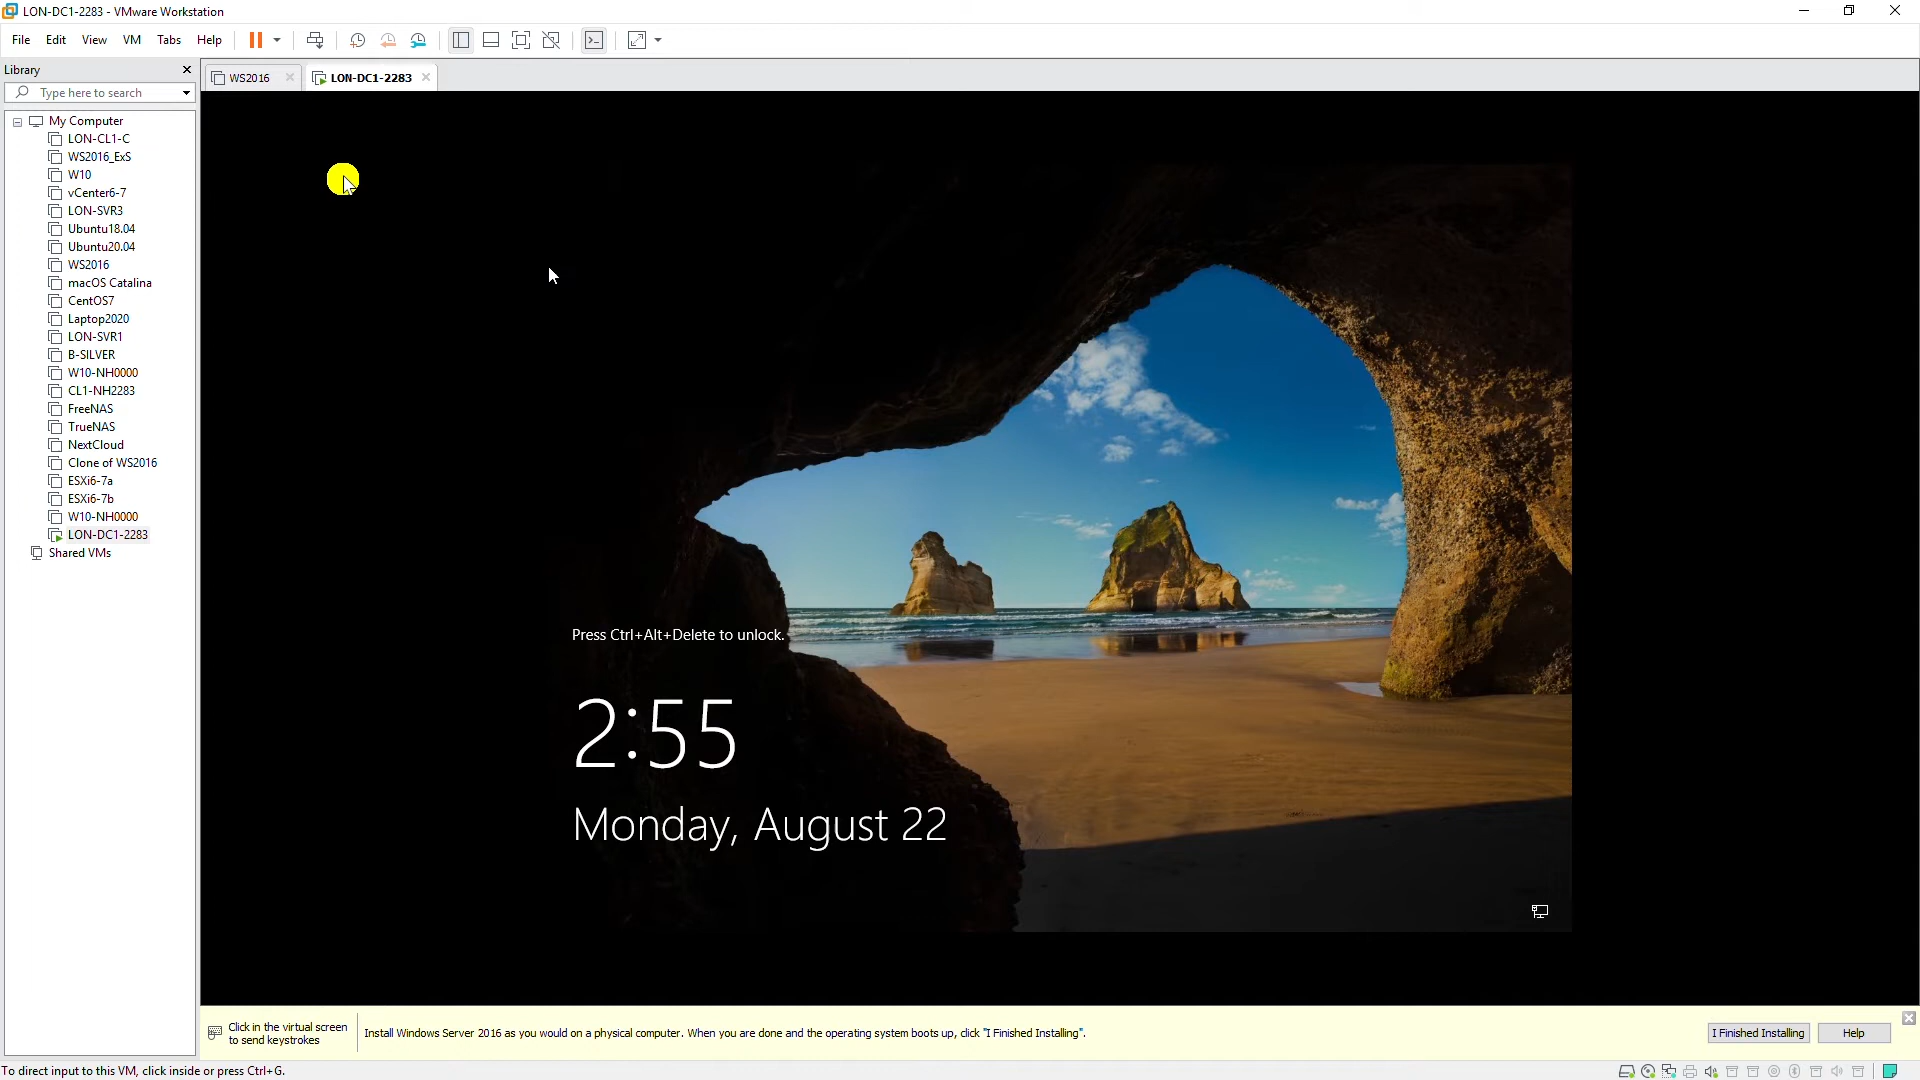 LON-DC1-2283 - VMware Workstation
File Edit View VM Tabs Help
Library
Type here to search
My Computer
LON-CL1-C
WS2016_ExS
W10
vCenter6-7
LON-SVR3
Ubuntu18.04
Ubuntu20.04
WS2016
macOS Catalina
CentOS7
Laptop2020
LON-SVR1
B-SILVER
W10-NH0000
CL1-NH2283
FreeNAS
TrueNAS
NextCloud
Clone of WS2016
ESXi6-7a
ESXi6-7b
W10-NH0000
LON-DC1-2283
Shared VMs
WS2016
LON-DC1-2283
Press Ctrl+Alt+Delete to unlock.
2:55
Monday, August 22
Click in the virtual screen
to send keystrokes
Install Windows Server 2016 as you would on a physical computer. When you are done and the operating system boots up, click "I Finished Installing".
I Finished Installing
Help
To direct input to this VM, click inside or press Ctrl+G.